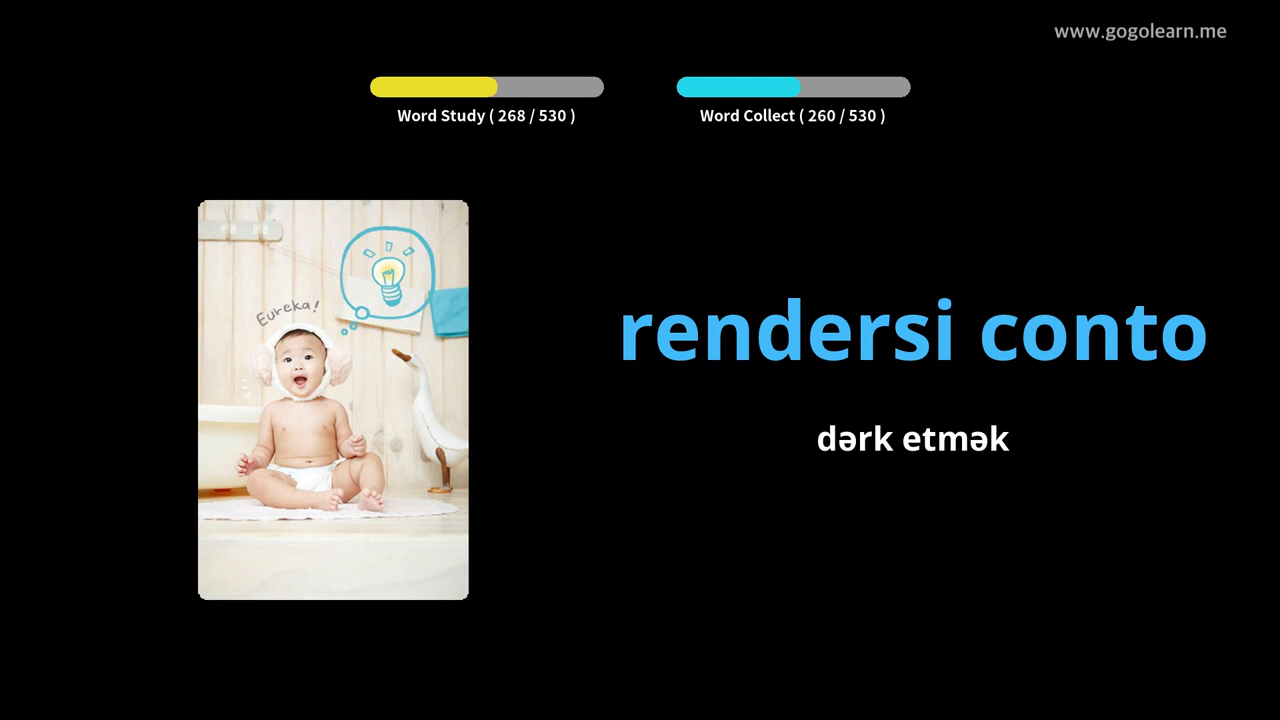 www.gogolearn.me
Word Study ( 268 / 530 )
Word Collect ( 260 / 530 )
Eureka!
rendersi conto
dərk etmək